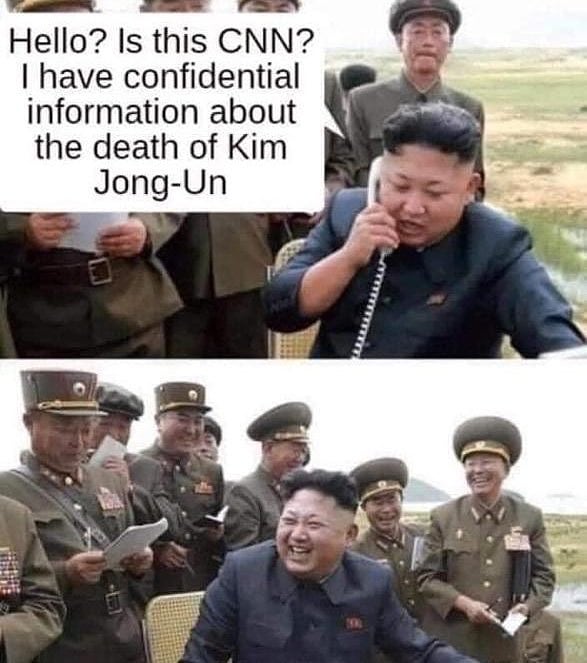 Hello? Is this CNN?
I have confidential
information about
the death of Kim
Jong-Un